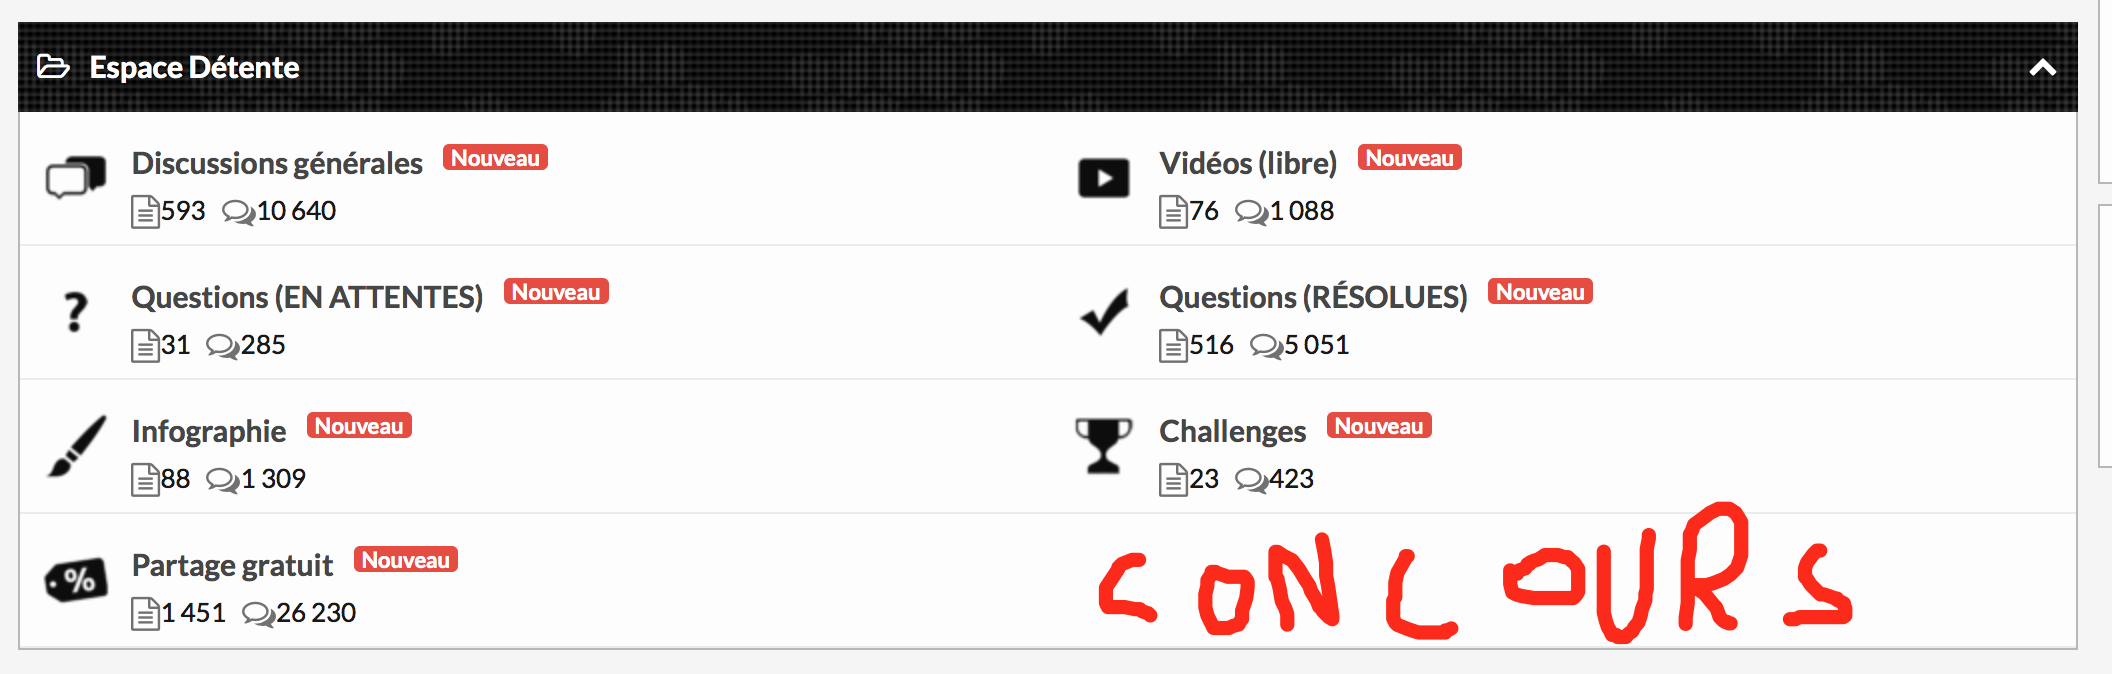 Espace Détente
Discussions générales Nouveau
593 10 640
Vidéos (libre) Nouveau
76 1 088
Questions (EN ATTENTES) Nouveau
31 285
Questions (RÉSOLUES) Nouveau
516 5 051
Infographie Nouveau
88 1 309
Challenges Nouveau
23 423
Partage gratuit Nouveau
1 451 26 230
CONCOURS